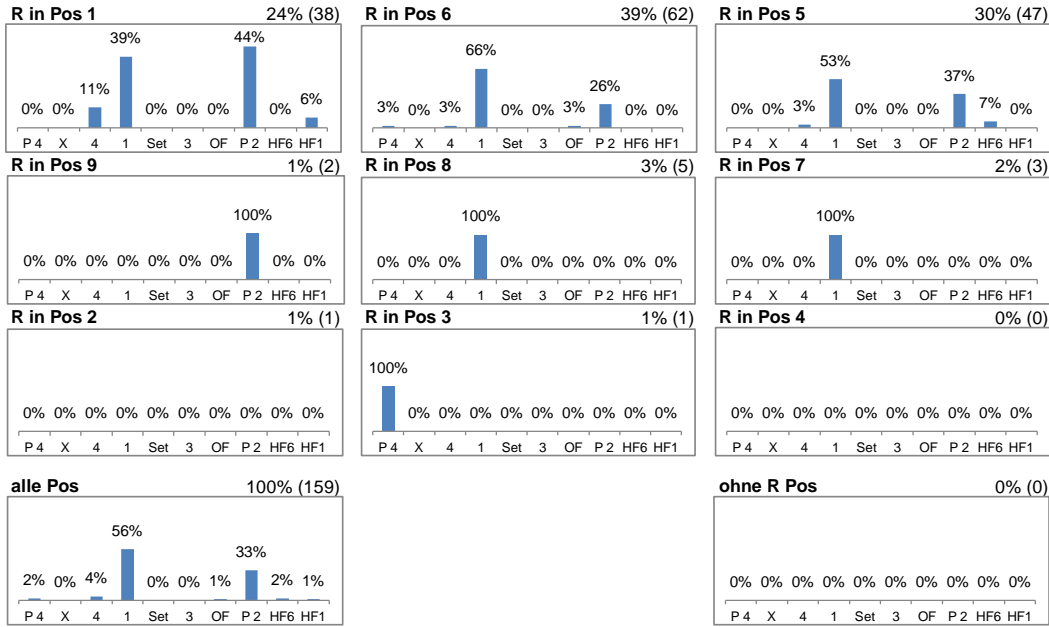 R in Pos 1 24% (38) R in Pos 6 39% (62) R in Pos 5 30% (47)
44%
39%
11%
0% 0% 0% 0% 0% 0% 6%
P 4 X 4 1 Set 3 OF P 2 HF6 HF1
66%
26%
3% 0% 3% 0% 0% 3% 0% 0%
P 4 X 4 1 Set 3 OF P 2 HF6 HF1
53%
37%
0% 0% 3% 0% 0% 0% 7% 0%
P 4 X 4 1 Set 3 OF P 2 HF6 HF1
R in Pos 9 1% (2) R in Pos 8 3% (5) R in Pos 7 2% (3)
100%
0% 0% 0% 0% 0% 0% 0% 0% 0%
P 4 X 4 1 Set 3 OF P 2 HF6 HF1
100%
0% 0% 0% 0% 0% 0% 0% 0% 0%
P 4 X 4 1 Set 3 OF P 2 HF6 HF1
100%
0% 0% 0% 0% 0% 0% 0% 0% 0%
P 4 X 4 1 Set 3 OF P 2 HF6 HF1
R in Pos 2 1% (1) R in Pos 3 1% (1) R in Pos 4 0% (0)
0% 0% 0% 0% 0% 0% 0% 0% 0% 0%
P 4 X 4 1 Set 3 OF P 2 HF6 HF1
100%
0% 0% 0% 0% 0% 0% 0% 0% 0%
P 4 X 4 1 Set 3 OF P 2 HF6 HF1
0% 0% 0% 0% 0% 0% 0% 0% 0% 0%
P 4 X 4 1 Set 3 OF P 2 HF6 HF1
alle Pos 100% (159) ohne R Pos 0% (0)
56%
33%
2% 0% 4% 0% 0% 1% 2% 1%
P 4 X 4 1 Set 3 OF P 2 HF6 HF1
0% 0% 0% 0% 0% 0% 0% 0% 0% 0%
P 4 X 4 1 Set 3 OF P 2 HF6 HF1